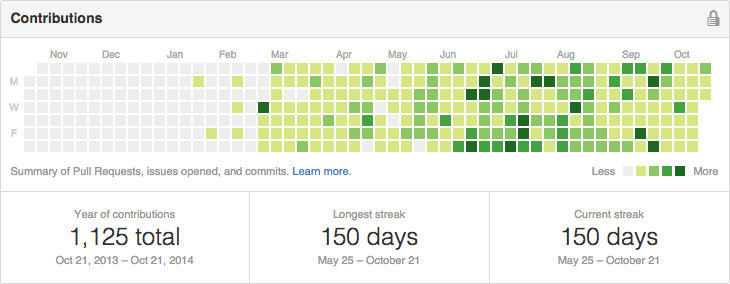 Contributions
Nov Dec Jan Feb Mar Apr May Jun Jul Aug Sep Oct
M
W
F
Summary of Pull Requests, issues opened, and commits. Learn more. Less More
Year of contributions Longest streak Current streak
1,125 total 150 days 150 days
Oct 21, 2013 – Oct 21, 2014 May 25 – October 21 May 25 – October 21